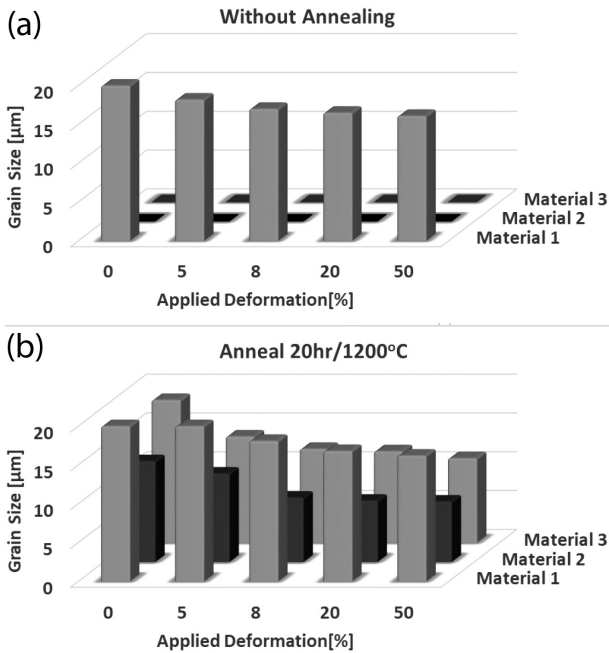 (a)
Without Annealing
Grain Size [µm]
20
15
10
5
0
Material 3
Material 2
Material 1
0 5 8 20 50
Applied Deformation[%]
(b)
Anneal 20hr/1200°C
Grain Size [µm]
20
15
10
5
0
Material 3
Material 2
Material 1
0 5 8 20 50
Applied Deformation[%]